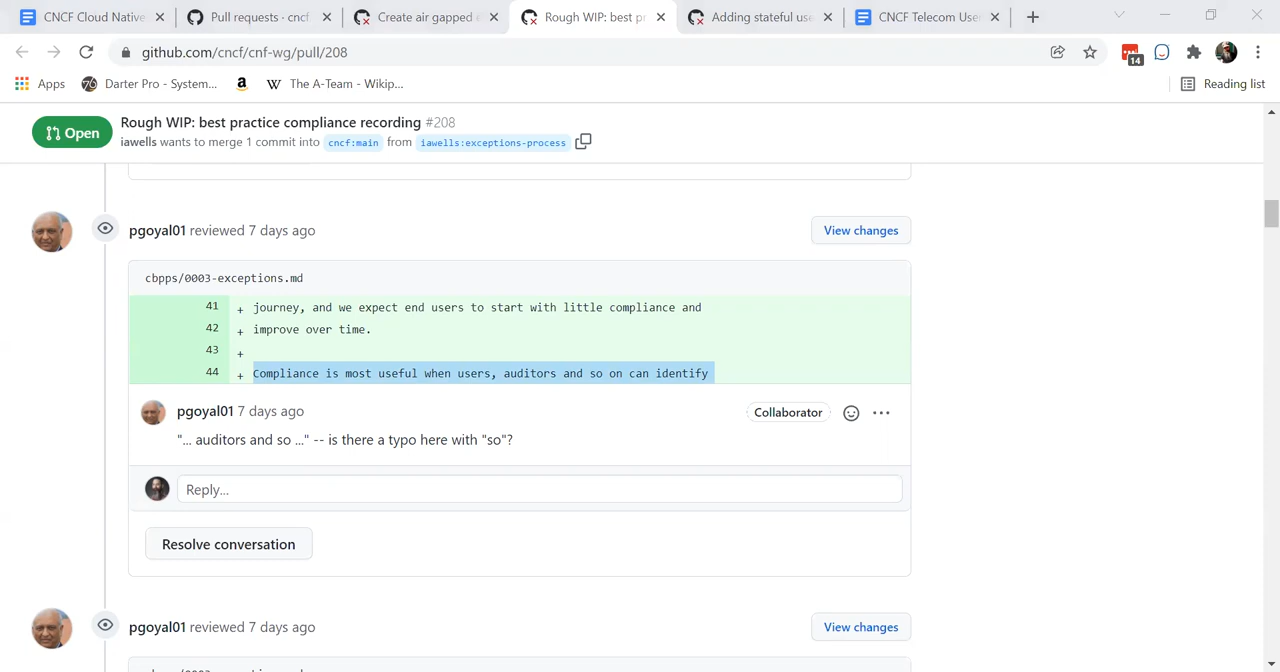 CNCF Cloud Native
Pull requests · cncf
Create air gapped
Rough WIP: best pr
Adding stateful use
CNCF Telecom User
github.com/cncf/cnf-wg/pull/208
14
Apps
76
Darter Pro - System...
a
W
The A-Team - Wikip...
Reading list
Open
Rough WIP: best practice compliance recording #208
iawells wants to merge 1 commit into cncf:main from iawells:exceptions-process
pgoyal01 reviewed 7 days ago
View changes
cbpps/0003-exceptions.md
41 + journey, and we expect end users to start with little compliance and
42 + improve over time.
43 +
44 + Compliance is most useful when users, auditors and so on can identify
pgoyal01 7 days ago
Collaborator
"... auditors and so ..." -- is there a typo here with "so"?
Reply...
Resolve conversation
pgoyal01 reviewed 7 days ago
View changes